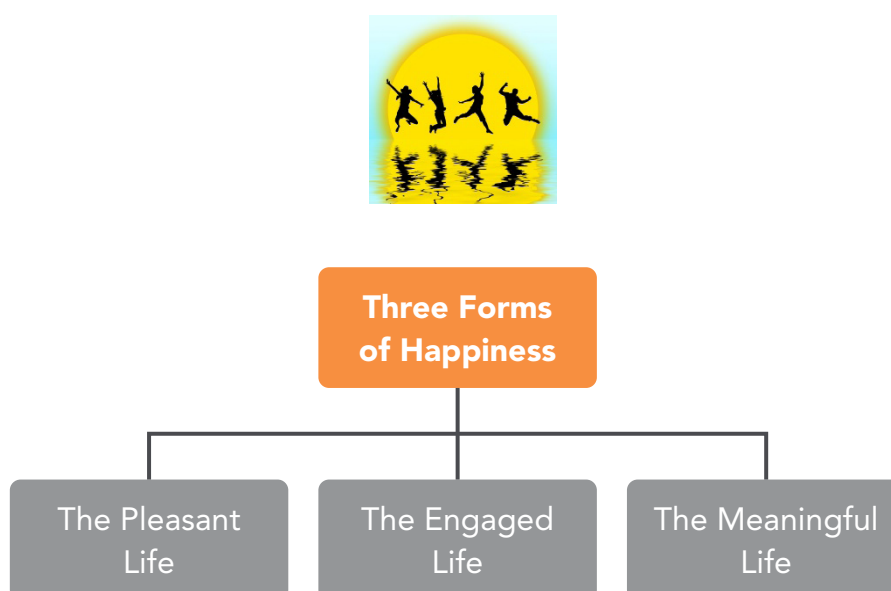 Three Forms
of Happiness
The Pleasant
Life
The Engaged
Life
The Meaningful
Life